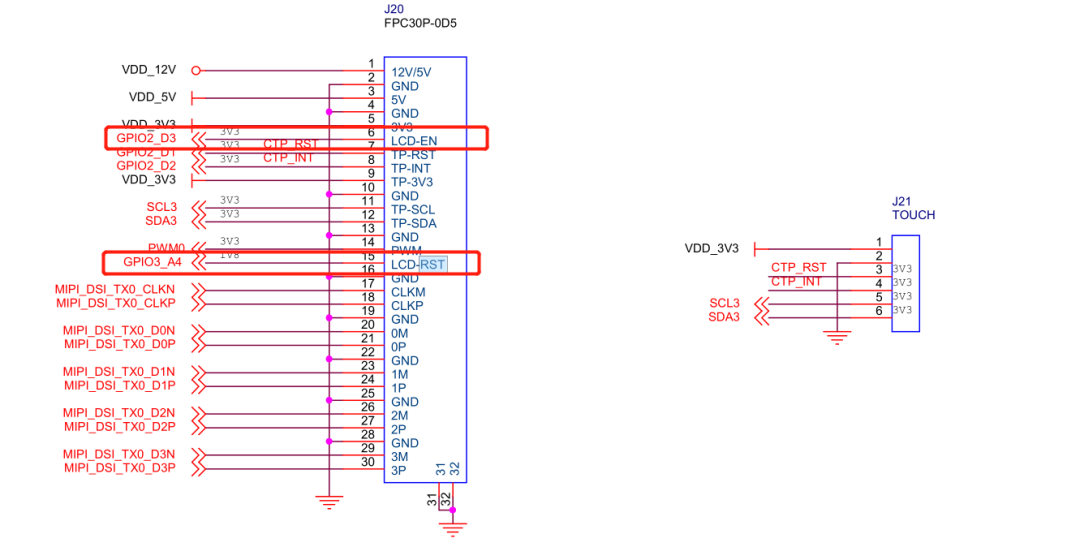 J20
FPC30P-0D5
VDD_12V 1 12V/5V
2 GND
VDD_5V 3 5V
4 GND
VDD_3V3 5 3V3
GPIO2_D3 3V3 6 LCD-EN
GPIO2_D1 3V3 CTP_RST 7 TP-RST
GPIO2_D2 3V3 CTP_INT 8 TP-INT
VDD_3V3 9 TP-3V3
10 GND
SCL3 3V3 11 TP-SCL
SDA3 3V3 12 TP-SDA
13 GND
PWM0 3V3 14 PWM
GPIO3_A4 1V8 15 LCD-RST
16 GND
MIPI_DSI_TX0_CLKN 17 CLKM
MIPI_DSI_TX0_CLKP 18 CLKP
19 GND
MIPI_DSI_TX0_D0N 20 0M
MIPI_DSI_TX0_D0P 21 0P
22 GND
MIPI_DSI_TX0_D1N 23 1M
MIPI_DSI_TX0_D1P 24 1P
25 GND
MIPI_DSI_TX0_D2N 26 2M
MIPI_DSI_TX0_D2P 27 2P
28 GND
MIPI_DSI_TX0_D3N 29 3M
MIPI_DSI_TX0_D3P 30 3P
31 32
31 32
J21
TOUCH
VDD_3V3 1
2
CTP_RST 3 3V3
CTP_INT 4 3V3
SCL3 5 3V3
SDA3 6 3V3